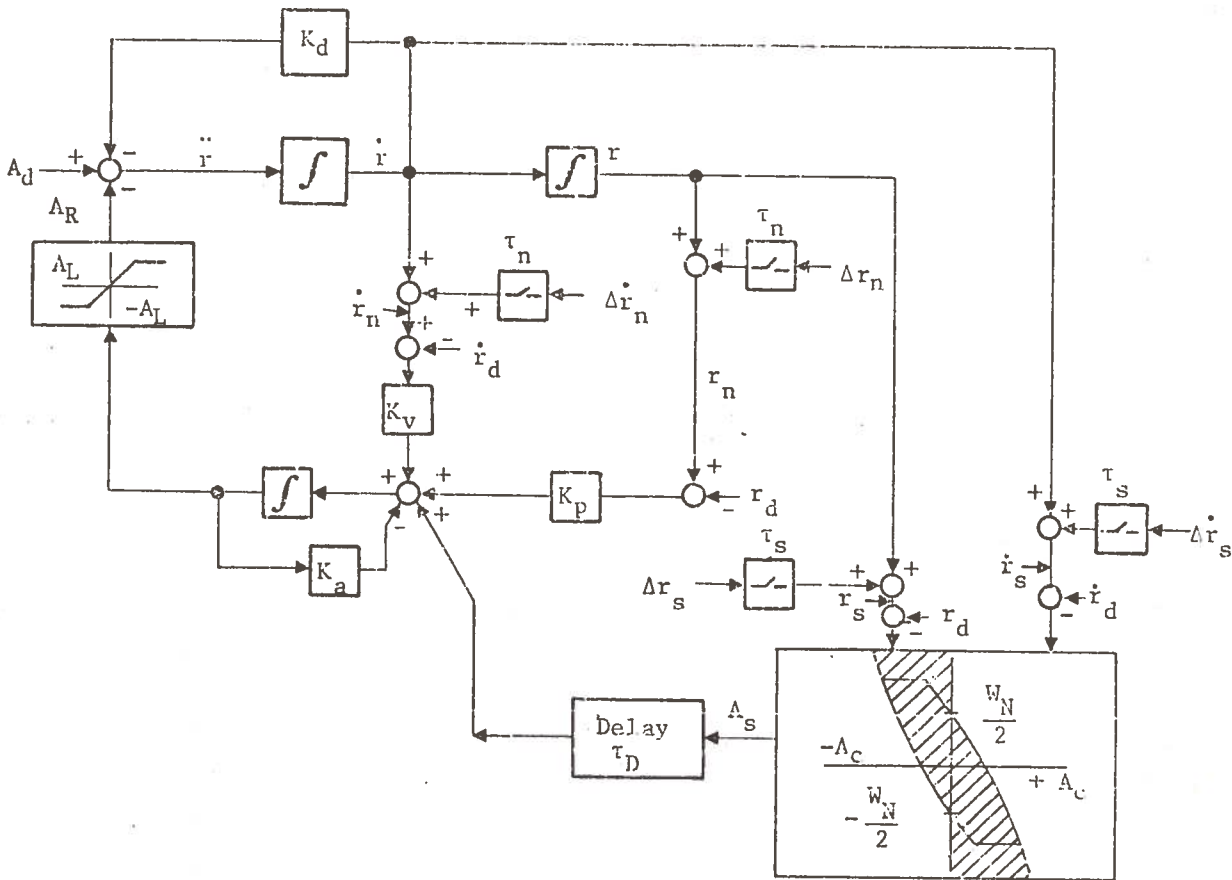 K_d
A_d + - r̈ ∫ ṙ ∫ r
-
A_R
A_L
-A_L
+ τ_n
+ Δṙ_n
ṙ_n +
- ṙ_d
K_v
+ τ_n
+ Δr_n
r_n
∫ + + K_p + - r_d
- +
K_a
τ_s
Δr_s + +
r_s
- r_d
-
τ_s
+ + Δṙ_s
ṙ_s
ṙ_d
-
Delay
τ_D
A_s
W_N/2
-A_c + A_c
-W_N/2